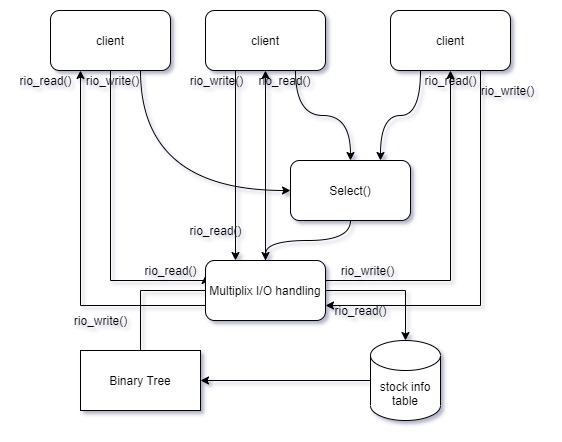 client
client
client
rio_read()
rio_write()
rio_write()
rio_read()
rio_read()
rio_write()
Select()
rio_read()
rio_read()
rio_write()
Multiplix I/O handling
rio_read()
rio_write()
Binary Tree
stock info
table